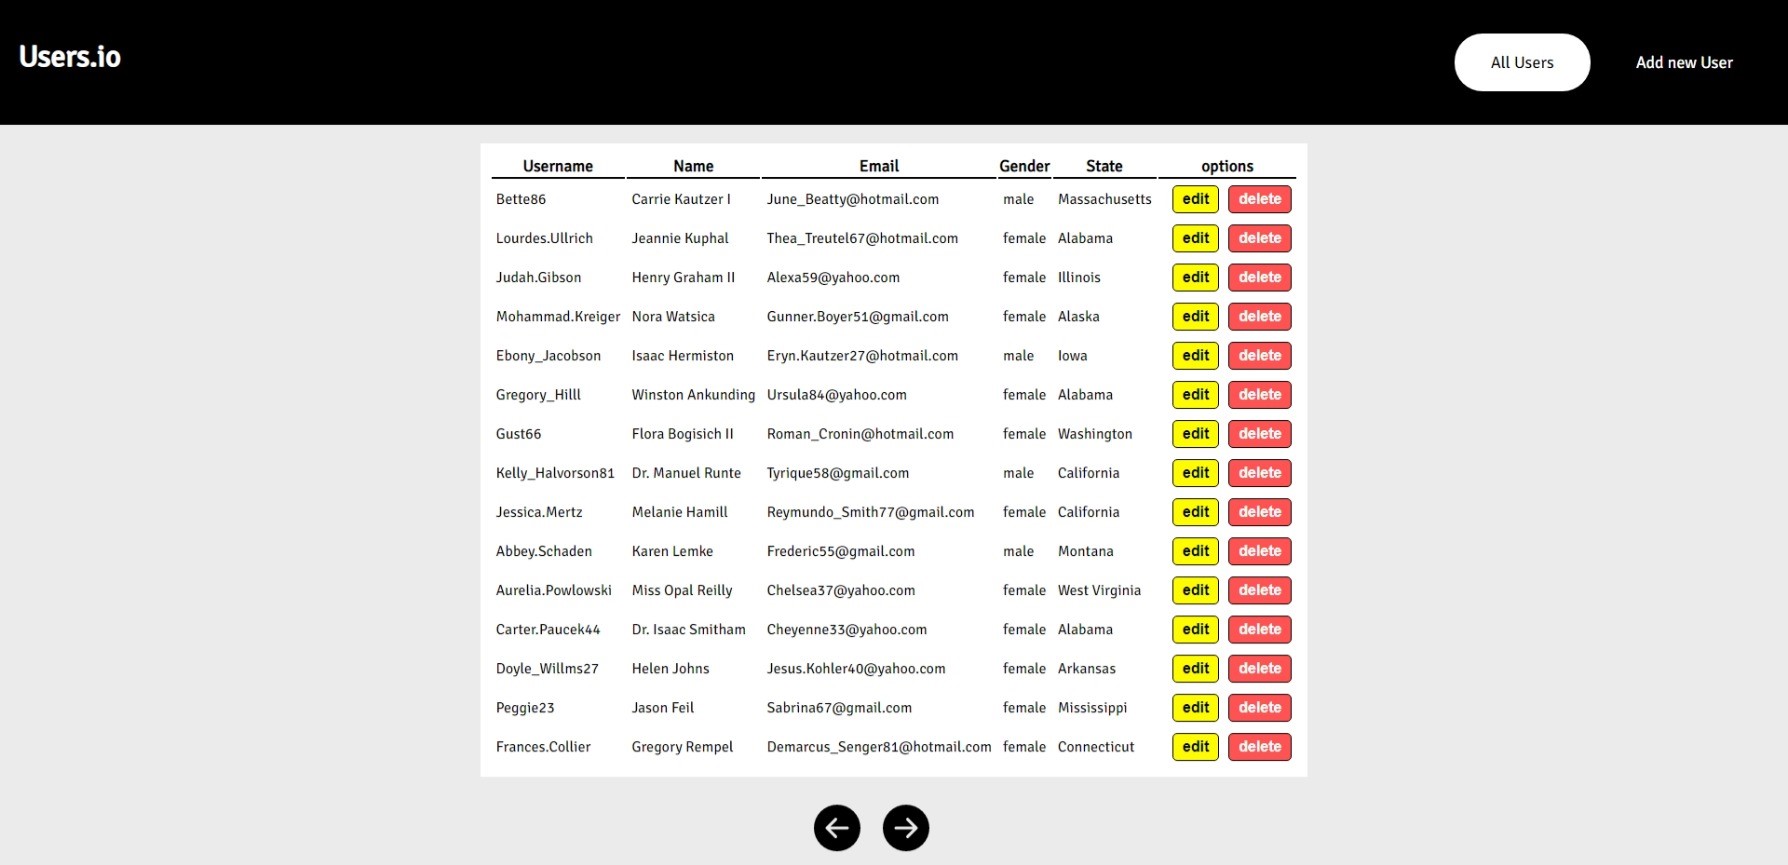 Users.io
All Users Add new User
Username Name Email Gender State options
Bette86 Carrie Kautzer I June_Beatty@hotmail.com male Massachusetts edit delete
Lourdes.Ullrich Jeannie Kuphal Thea_Treutel67@hotmail.com female Alabama edit delete
Judah.Gibson Henry Graham II Alexa59@yahoo.com female Illinois edit delete
Mohammad.Kreiger Nora Watsica Gunner.Boyer51@gmail.com female Alaska edit delete
Ebony_Jacobson Isaac Hermiston Eryn.Kautzer27@hotmail.com male Iowa edit delete
Gregory_Hilll Winston Ankunding Ursula84@yahoo.com female Alabama edit delete
Gust66 Flora Bogisich II Roman_Cronin@hotmail.com female Washington edit delete
Kelly_Halvorson81 Dr. Manuel Runte Tyrique58@gmail.com male California edit delete
Jessica.Mertz Melanie Hamill Reymundo_Smith77@gmail.com female California edit delete
Abbey.Schaden Karen Lemke Frederic55@gmail.com male Montana edit delete
Aurelia.Powlowski Miss Opal Reilly Chelsea37@yahoo.com female West Virginia edit delete
Carter.Paucek44 Dr. Isaac Smitham Cheyenne33@yahoo.com female Alabama edit delete
Doyle_Willms27 Helen Johns Jesus.Kohler40@yahoo.com female Arkansas edit delete
Peggie23 Jason Feil Sabrina67@gmail.com female Mississippi edit delete
Frances.Collier Gregory Rempel Demarcus_Senger81@hotmail.com female Connecticut edit delete